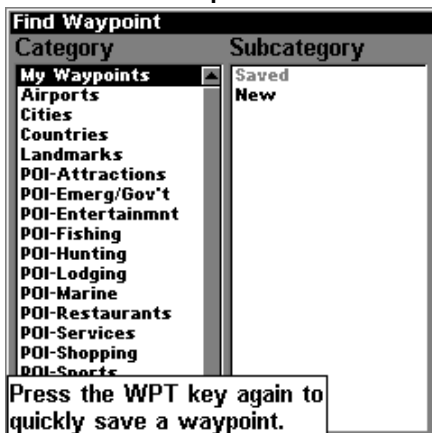 Find Waypoint
Category Subcategory
My Waypoints
Airports
Cities
Countries
Landmarks
POI-Attractions
POI-Emerg/Gov't
POI-Entertainmnt
POI-Fishing
POI-Hunting
POI-Lodging
POI-Marine
POI-Restaurants
POI-Services
POI-Shopping
POI-Sports
Saved
New
Press the WPT key again to
quickly save a waypoint.